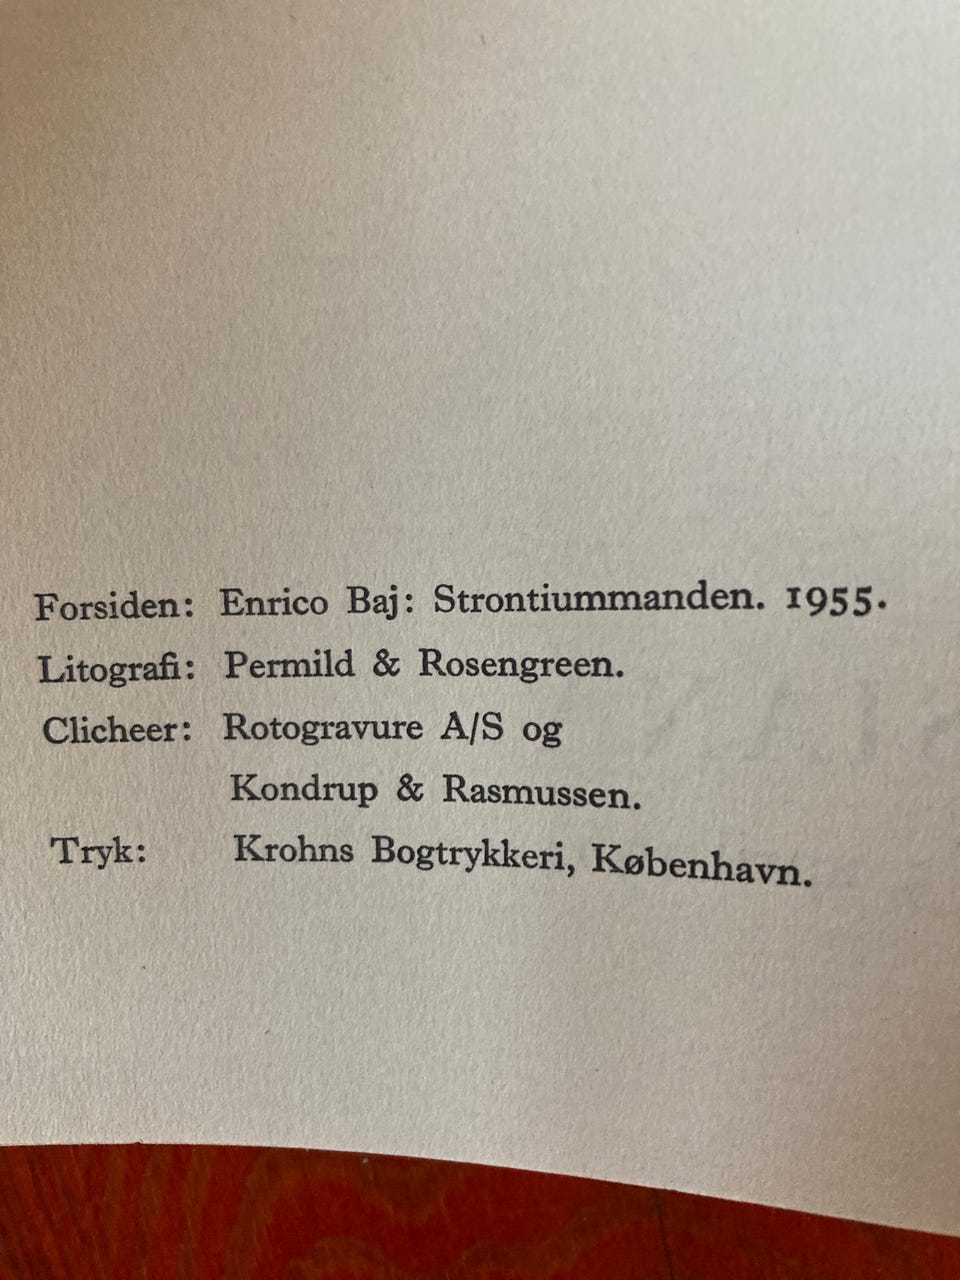 Forsiden: Enrico Baj: Strontiummanden. 1955.
Litografi: Permild & Rosengreen.
Clicheer: Rotogravure A/S og
Kondrup & Rasmussen.
Tryk: Krohns Bogtrykkeri, København.